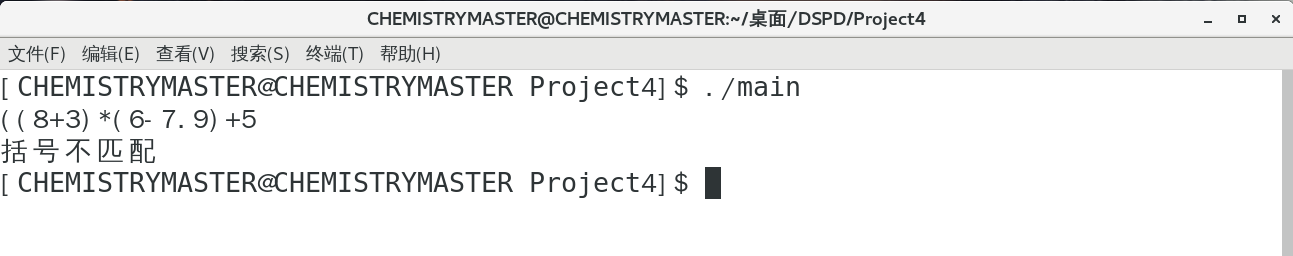 CHEMISTRYMASTER@CHEMISTRYMASTER:~/桌面/DSPD/Project4
文件(F) 编辑(E) 查看(V) 搜索(S) 终端(T) 帮助(H)
[CHEMISTRYMASTER@CHEMISTRYMASTER Project4]$ ./main
((8+3)*(6-7.9)+5
括号不匹配
[CHEMISTRYMASTER@CHEMISTRYMASTER Project4]$